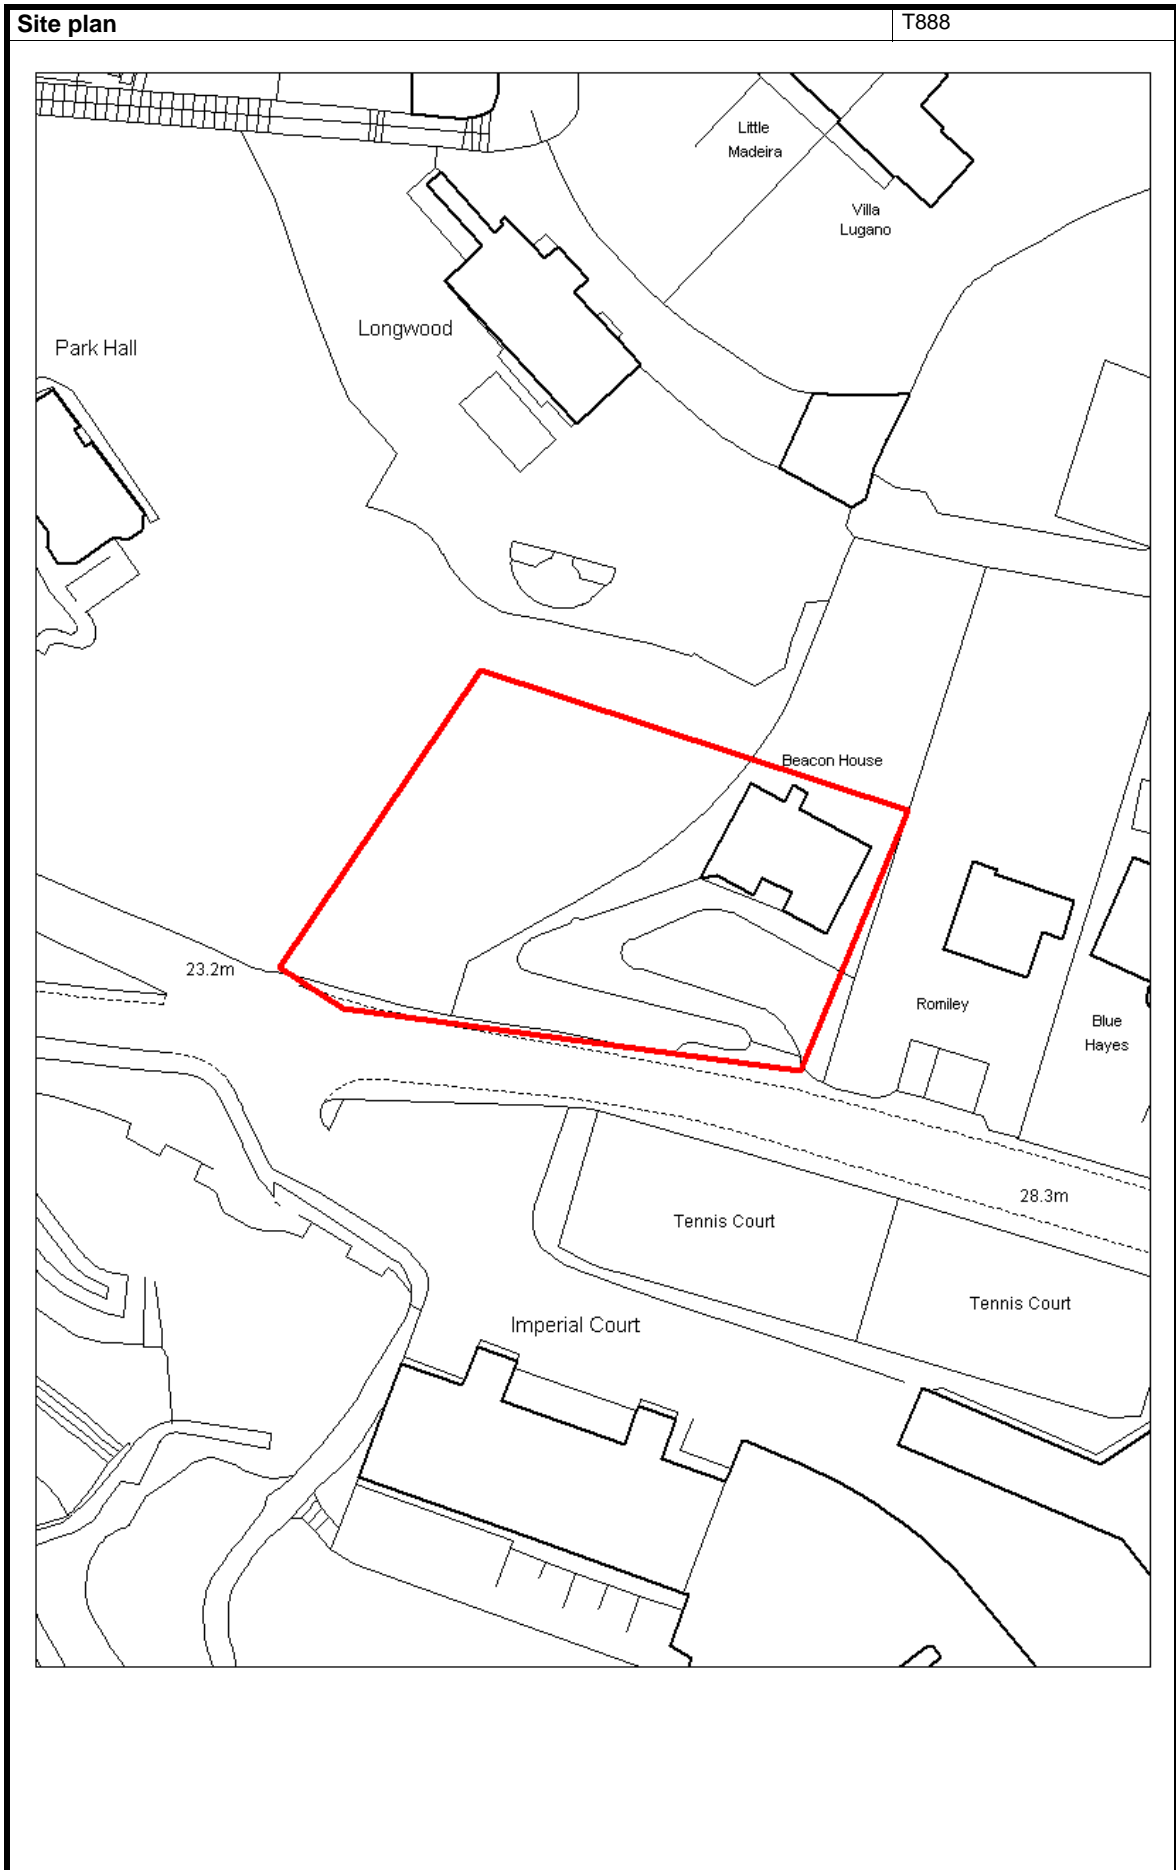 Site plan
T888
Little
Madeira
Villa
Lugano
Longwood
Park Hall
Beacon House
23.2m
Romiley
Blue
Hayes
28.3m
Tennis Court
Tennis Court
Imperial Court